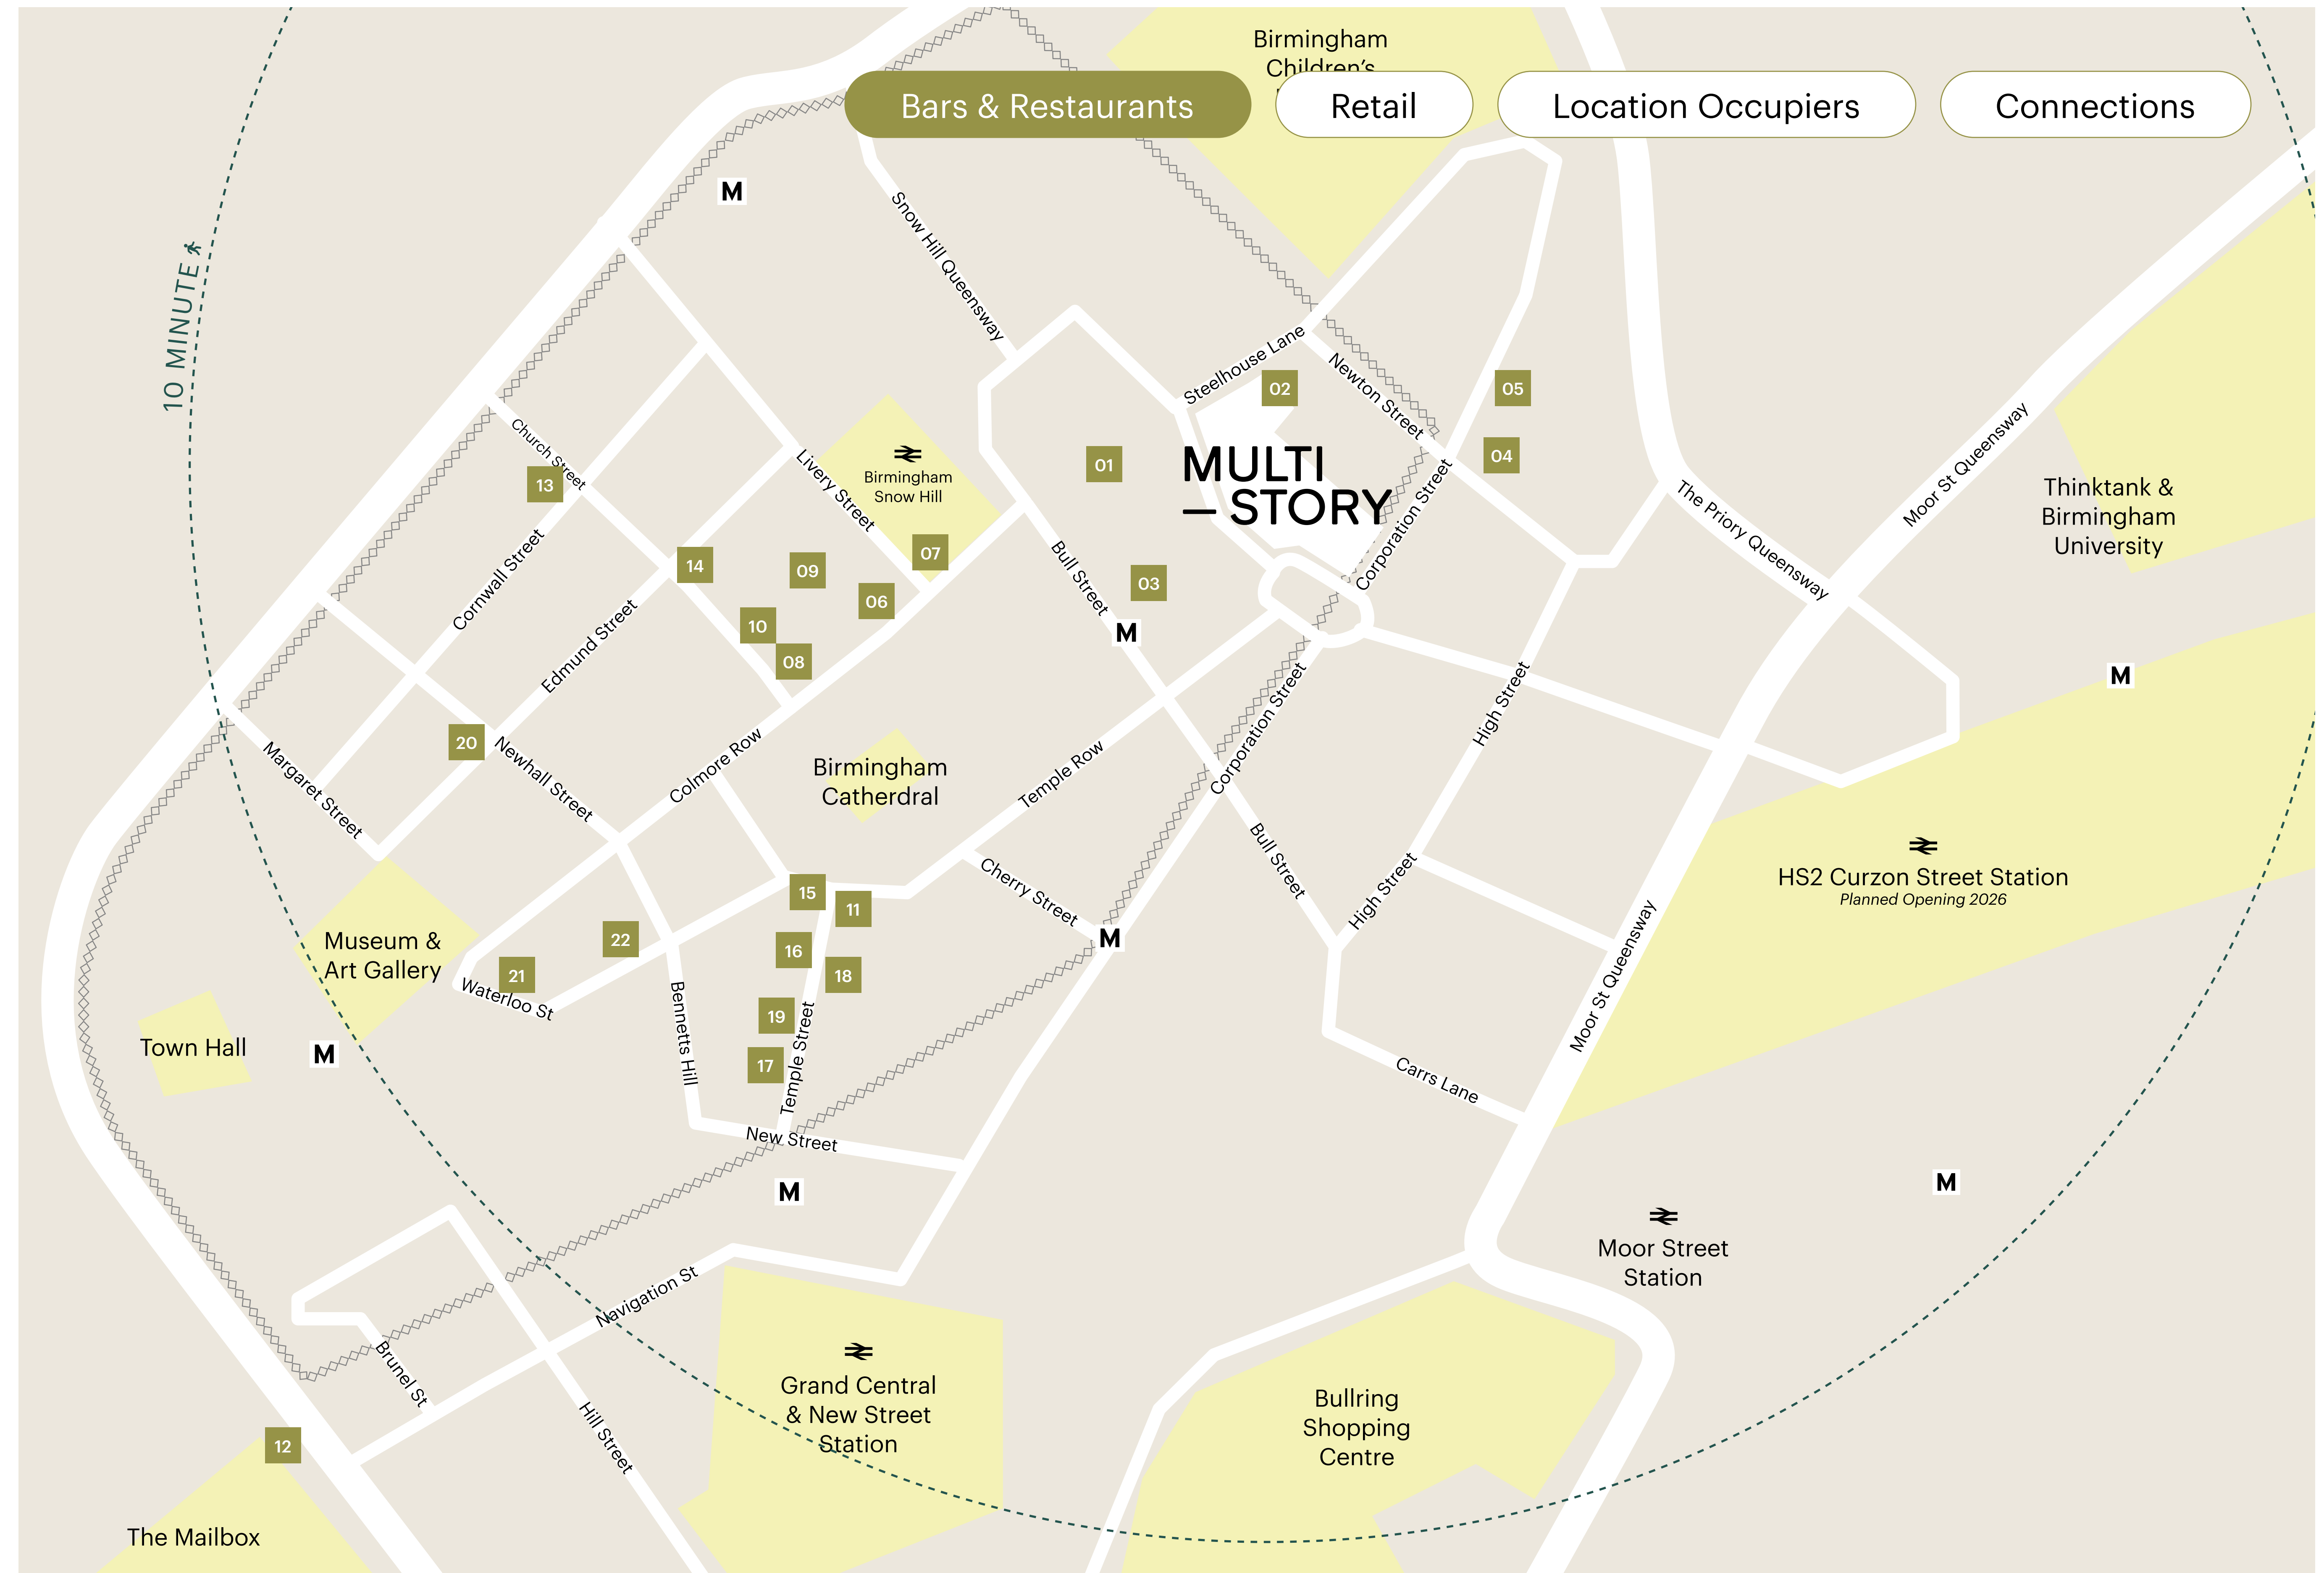 Birmingham
Children's
Bars & Restaurants
Retail
Location Occupiers
Connections
M
10 MINUTE
Snow Hill Queensway
Steelhouse Lane
Newton Street
02
05
04
01
MULTI
— STORY
Corporation Street
The Priory Queensway
Moor St Queensway
Thinktank &
Birmingham
University
Church Street
13
Livery Street
Birmingham
Snow Hill
07
14
09
06
10
08
Cornwall Street
Edmund Street
Bull Street
03
M
M
High Street
20
Margaret Street
Newhall Street
Colmore Row
Birmingham
Catherdral
Temple Row
Corporation Street
Bull Street
High Street
Cherry Street
M
HS2 Curzon Street Station
Planned Opening 2026
Moor St Queensway
15
11
22
16
18
21
19
17
Museum &
Art Gallery
Waterloo St
Bennetts Hill
Temple Street
Town Hall
M
New Street
M
Carrs Lane
M
Moor Street
Station
Navigation St
Brunel St
Hill Street
Grand Central
& New Street
Station
Bullring
Shopping
Centre
12
The Mailbox